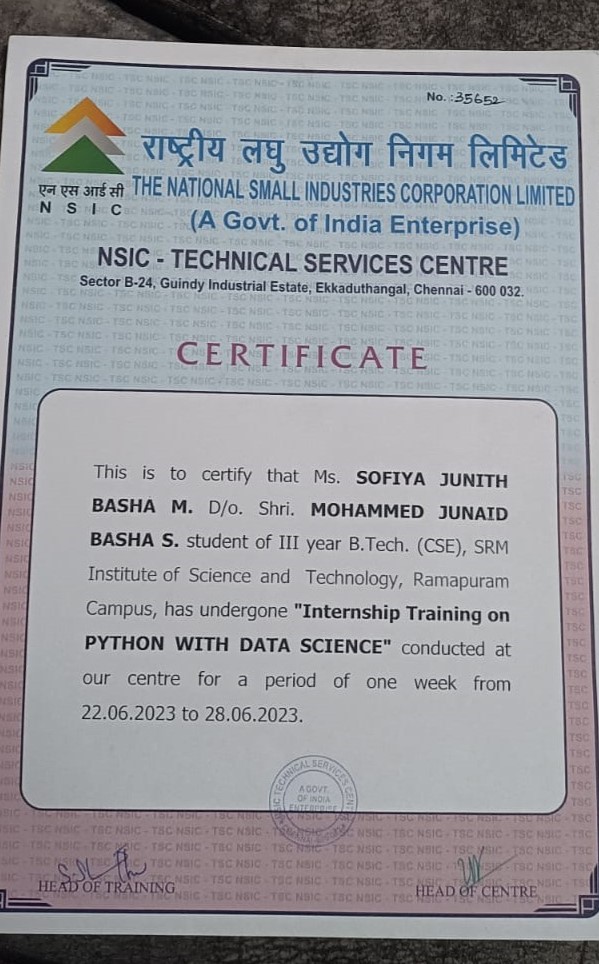 No. :35652
राष्ट्रीय लघु उद्योग निगम लिमिटेड
एन एस आई सी
N S I C
THE NATIONAL SMALL INDUSTRIES CORPORATION LIMITED
(A Govt. of India Enterprise)
NSIC - TECHNICAL SERVICES CENTRE
Sector B-24, Guindy Industrial Estate, Ekkaduthangal, Chennai - 600 032.
CERTIFICATE
This is to certify that Ms. SOFIYA JUNITH
BASHA M. D/o. Shri. MOHAMMED JUNAID
BASHA S. student of III year B.Tech. (CSE), SRM
Institute of Science and Technology, Ramapuram
Campus, has undergone "Internship Training on
PYTHON WITH DATA SCIENCE" conducted at
our centre for a period of one week from
22.06.2023 to 28.06.2023.
NSIC TECHNICAL SERVICES CENTRE
A GOVT.
OF INDIA
ENTERPRISE
HEAD OF TRAINING
HEAD OF CENTRE